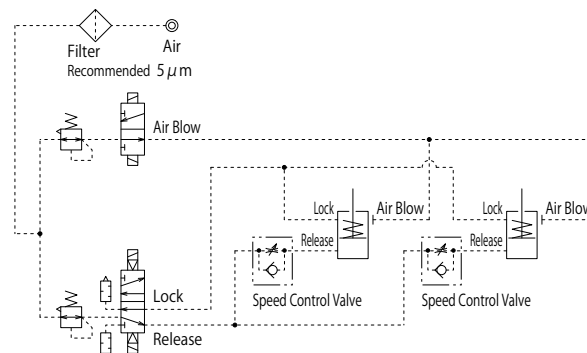 Filter
Air
Recommended 5 μm
Air Blow
Lock
Air Blow
Lock
Air Blow
Release
Release
Speed Control Valve
Speed Control Valve
Lock
Release